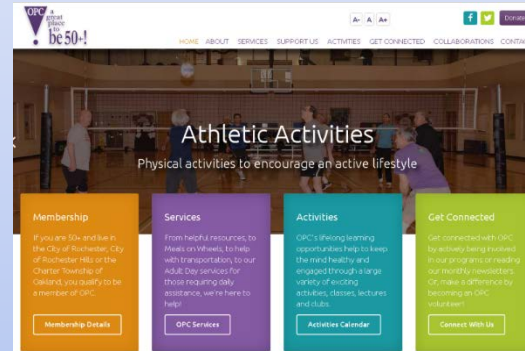 OPC a
great
place
to
be 50+!
A- A A+
f
Donate
HOME ABOUT SERVICES SUPPORT US ACTIVITIES GET CONNECTED COLLABORATIONS CONTA
Athletic Activities
Physical activities to encourage an active lifestyle
Membership
If you are 50+ and live in
the City of Rochester, City
of Rochester Hills or the
Charter Township of
Oakland, you qualify to be
a member of OPC.
Membership Details
Services
From helpful resources, to
Meals on Wheels, to help
with transportation, to our
Adult Day services for
those requiring daily
assistance, we're here to
help!
OPC Services
Activities
OPC's lifelong learning
opportunities help to keep
the mind healthy and
engaged through a large
variety of exciting
activities, classes, lectures
and clubs.
Activities Calendar
Get Connected
Get connected with OPC
by actively being involved
in our programs or reading
our monthly newsletters.
Or, make a difference by
becoming an OPC
volunteer!
Connect With Us